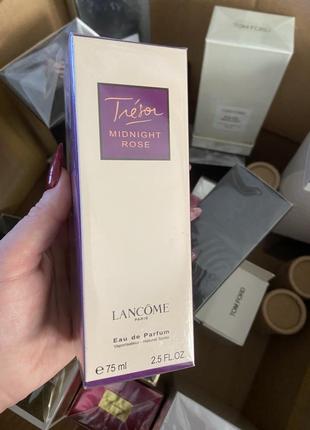 Trésor
MIDNIGHT
ROSE
LANCÔME
PARIS
Eau de Parfum
Vaporisateur - Natural Spray
e 75 ml 2.5 FL.OZ
TOM FORD
TOM FORD